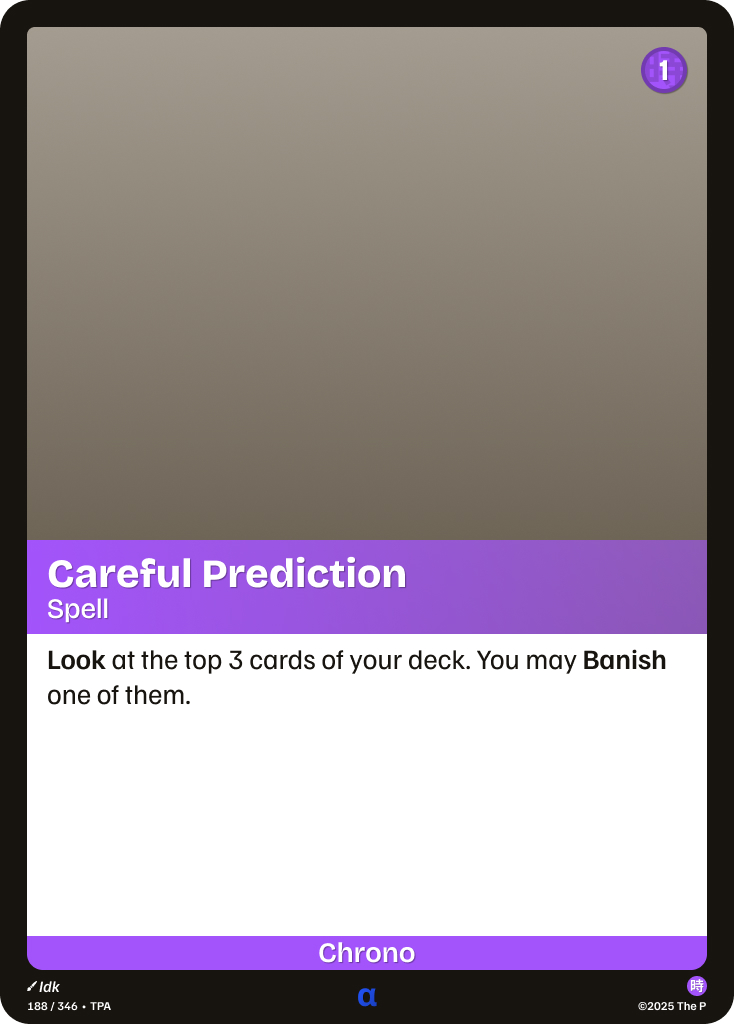 1
Careful Prediction
Spell
Look at the top 3 cards of your deck. You may Banish
one of them.
Chrono
Idk
188 / 346 • TPA
α
時
©2025 The P